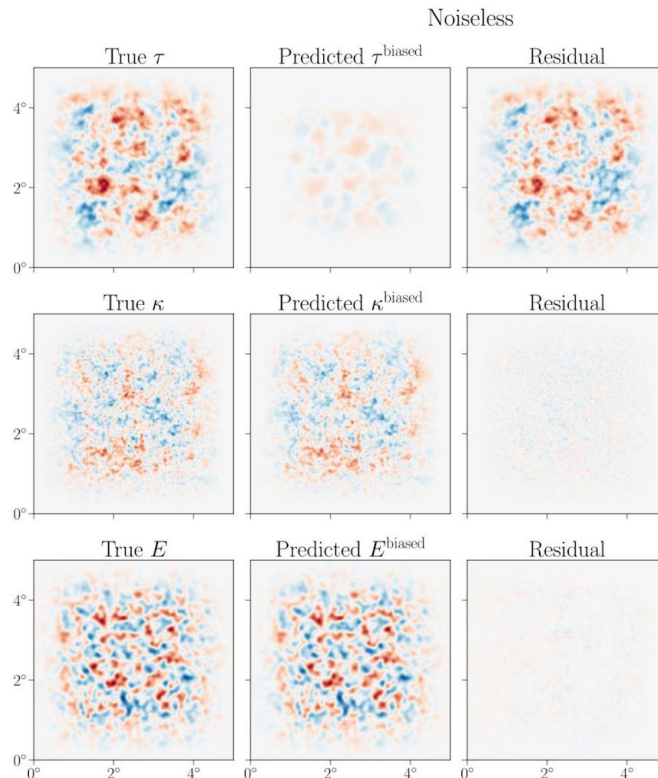 Noiseless
True τ Predicted τ^biased Residual
4°
2°
0°
True κ Predicted κ^biased Residual
4°
2°
0°
True E Predicted E^biased Residual
4°
2°
0°
0° 2° 4° 0° 2° 4° 0° 2° 4°